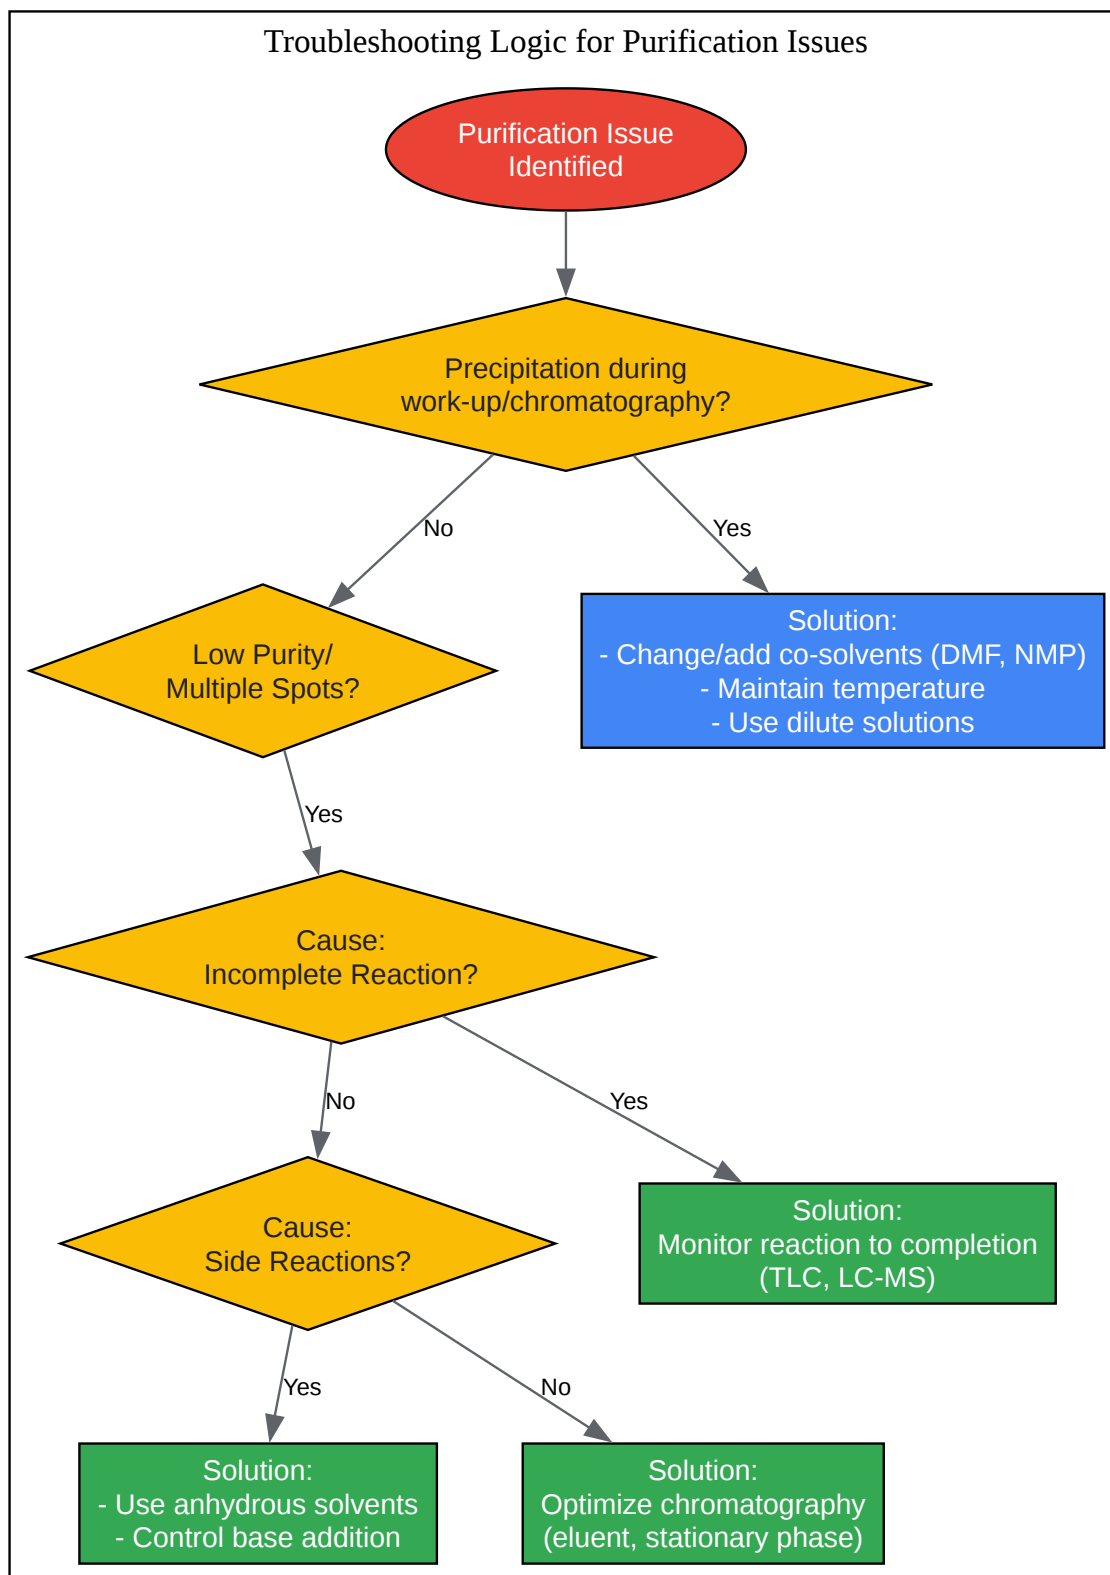 Troubleshooting Logic for Purification Issues
Purification Issue
Identified
Precipitation during
work-up/chromatography?
No
Yes
Low Purity/
Multiple Spots?
Solution:
- Change/add co-solvents (DMF, NMP)
- Maintain temperature
- Use dilute solutions
Yes
Cause:
Incomplete Reaction?
No
Yes
Cause:
Side Reactions?
Solution:
Monitor reaction to completion
(TLC, LC-MS)
Yes
No
Solution:
- Use anhydrous solvents
- Control base addition
Solution:
Optimize chromatography
(eluent, stationary phase)